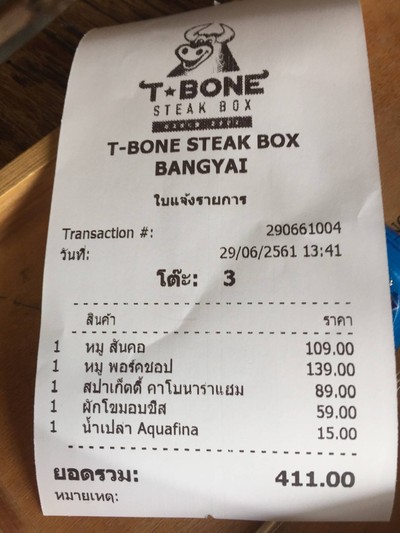 T★BONE
STEAK BOX
T-BONE STEAK BOX
BANGYAI
ใบแจ้งรายการ
Transaction #: 290661004
วันที่: 29/06/2561 13:41
โต๊ะ: 3
สินค้า ราคา
1 หมู สันคอ 109.00
1 หมู พอร์คชอป 139.00
1 สปาเก็ตตี้ คาโบนาราแฮม 89.00
1 ผักโขมอบชีส 59.00
1 น้ำเปล่า Aquafina 15.00
ยอดรวม: 411.00
หมายเหตุ: